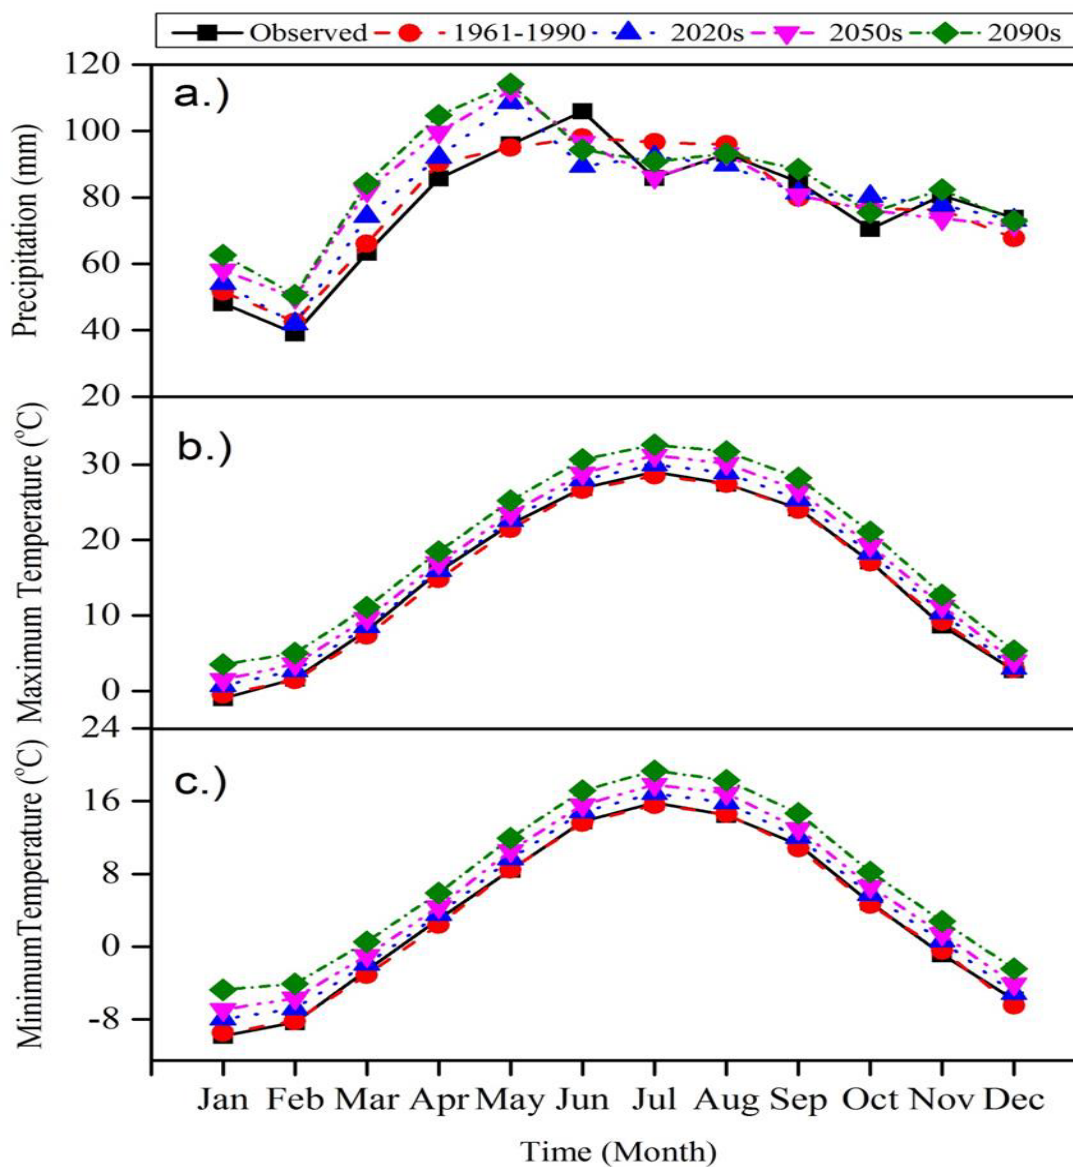 Observed 1961-1990 2020s 2050s 2090s
a.)
Precipitation (mm)
120
100
80
60
40
20
b.)
Maximum Temperature (°C)
30
20
10
0
c.)
MinimumTemperature (°C)
24
16
8
0
-8
Jan Feb Mar Apr May Jun Jul Aug Sep Oct Nov Dec
Time (Month)